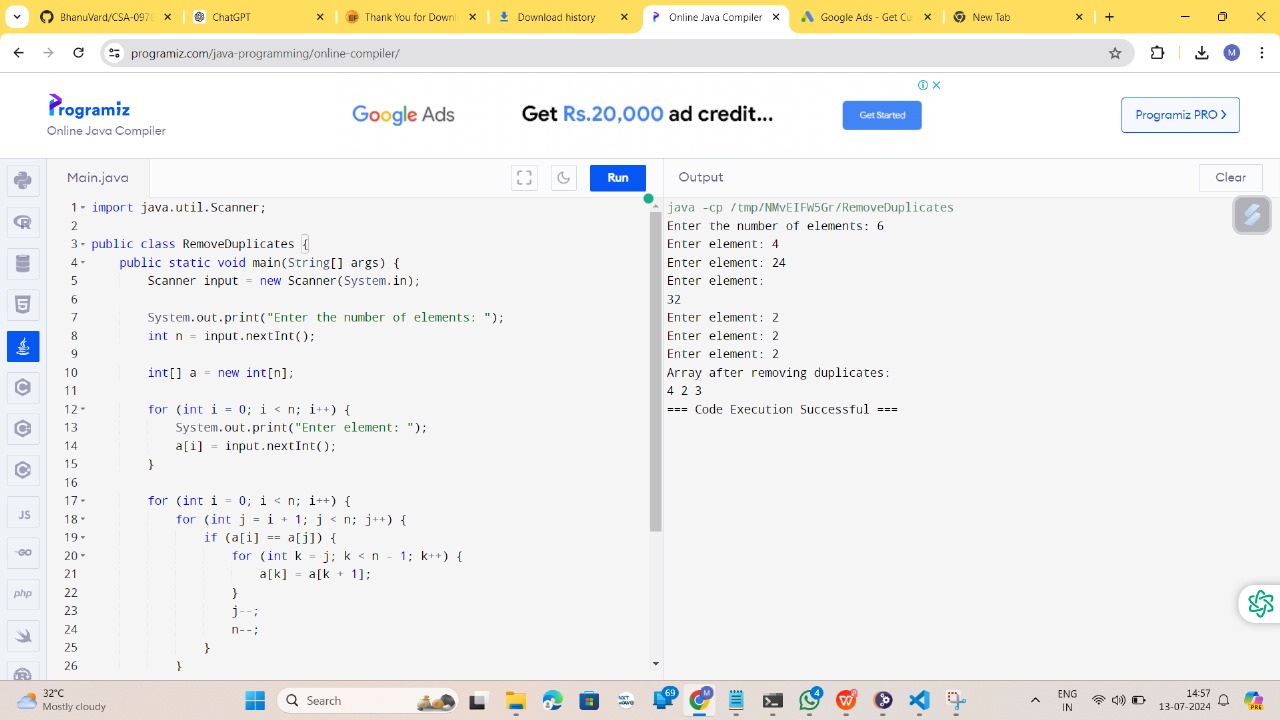 BhanuVard/SCA-097
ChatGPT
Thank You for Downl
Download history
Online Java Compiler
Google Ads - Get Cu
New Tab
programiz.com/java-programming/online-compiler/
M
Programiz
Online Java Compiler
Google Ads
Get Rs.20,000 ad credit...
Get Started
Programiz PRO
Main.java
Run
Output
Clear
1 import java.util.Scanner;
2
3 public class RemoveDuplicates {
4 public static void main(String[] args) {
5 Scanner input = new Scanner(System.in);
6
7 System.out.print("Enter the number of elements: ");
8 int n = input.nextInt();
9
10 int[] a = new int[n];
11
12 for (int i = 0; i < n; i++) {
13 System.out.print("Enter element: ");
14 a[i] = input.nextInt();
15 }
16
17 for (int i = 0; i < n; i++) {
18 for (int j = i + 1; j < n; j++) {
19 if (a[i] == a[j]) {
20 for (int k = j; k < n - 1; k++) {
21 a[k] = a[k + 1];
22 }
23 j--;
24 n--;
25 }
26 }
java -cp /tmp/NMvEIFW5Gr/RemoveDuplicates
Enter the number of elements: 6
Enter element: 4
Enter element: 24
Enter element:
32
Enter element: 2
Enter element: 2
Enter element: 2
Array after removing duplicates:
4 2 3
=== Code Execution Successful ===
JS
GO
php
32°C
Mostly cloudy
Search
69
M
4
ENG
IN
14:57
13-07-2024
PRE